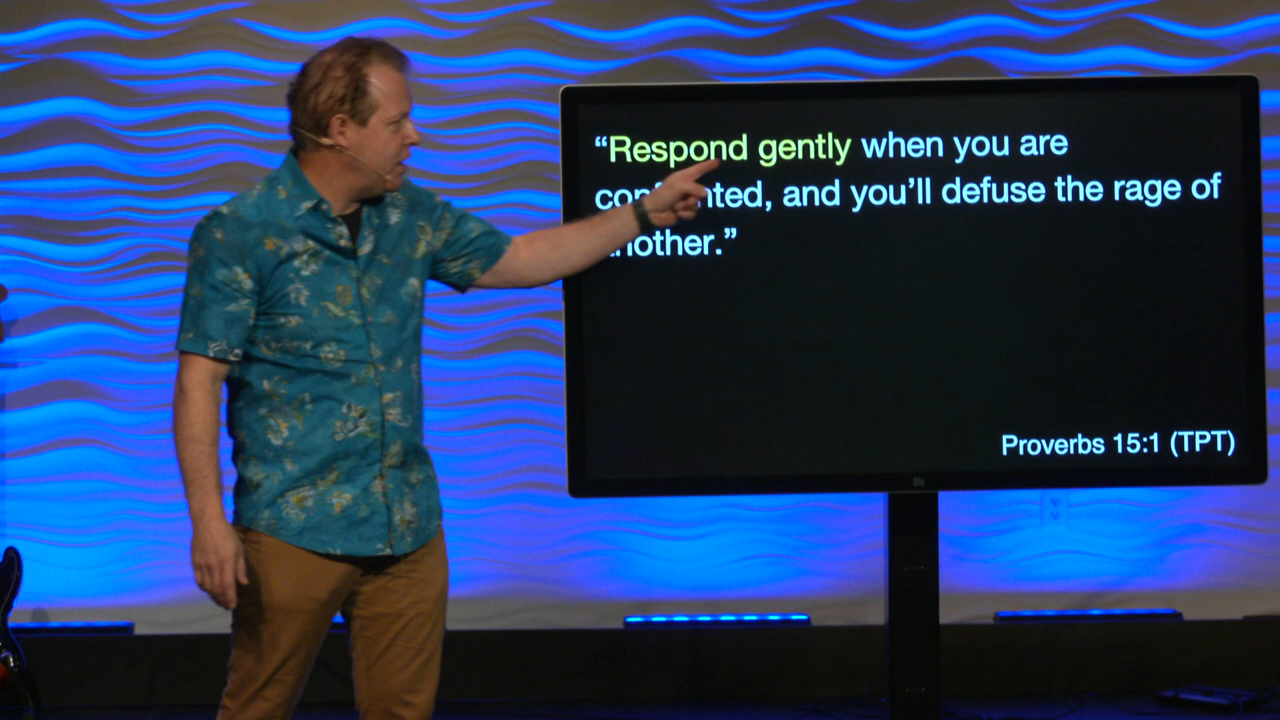 “Respond gently when you are
and you’ll defuse the rage of
Proverbs 15:1 (TPT)